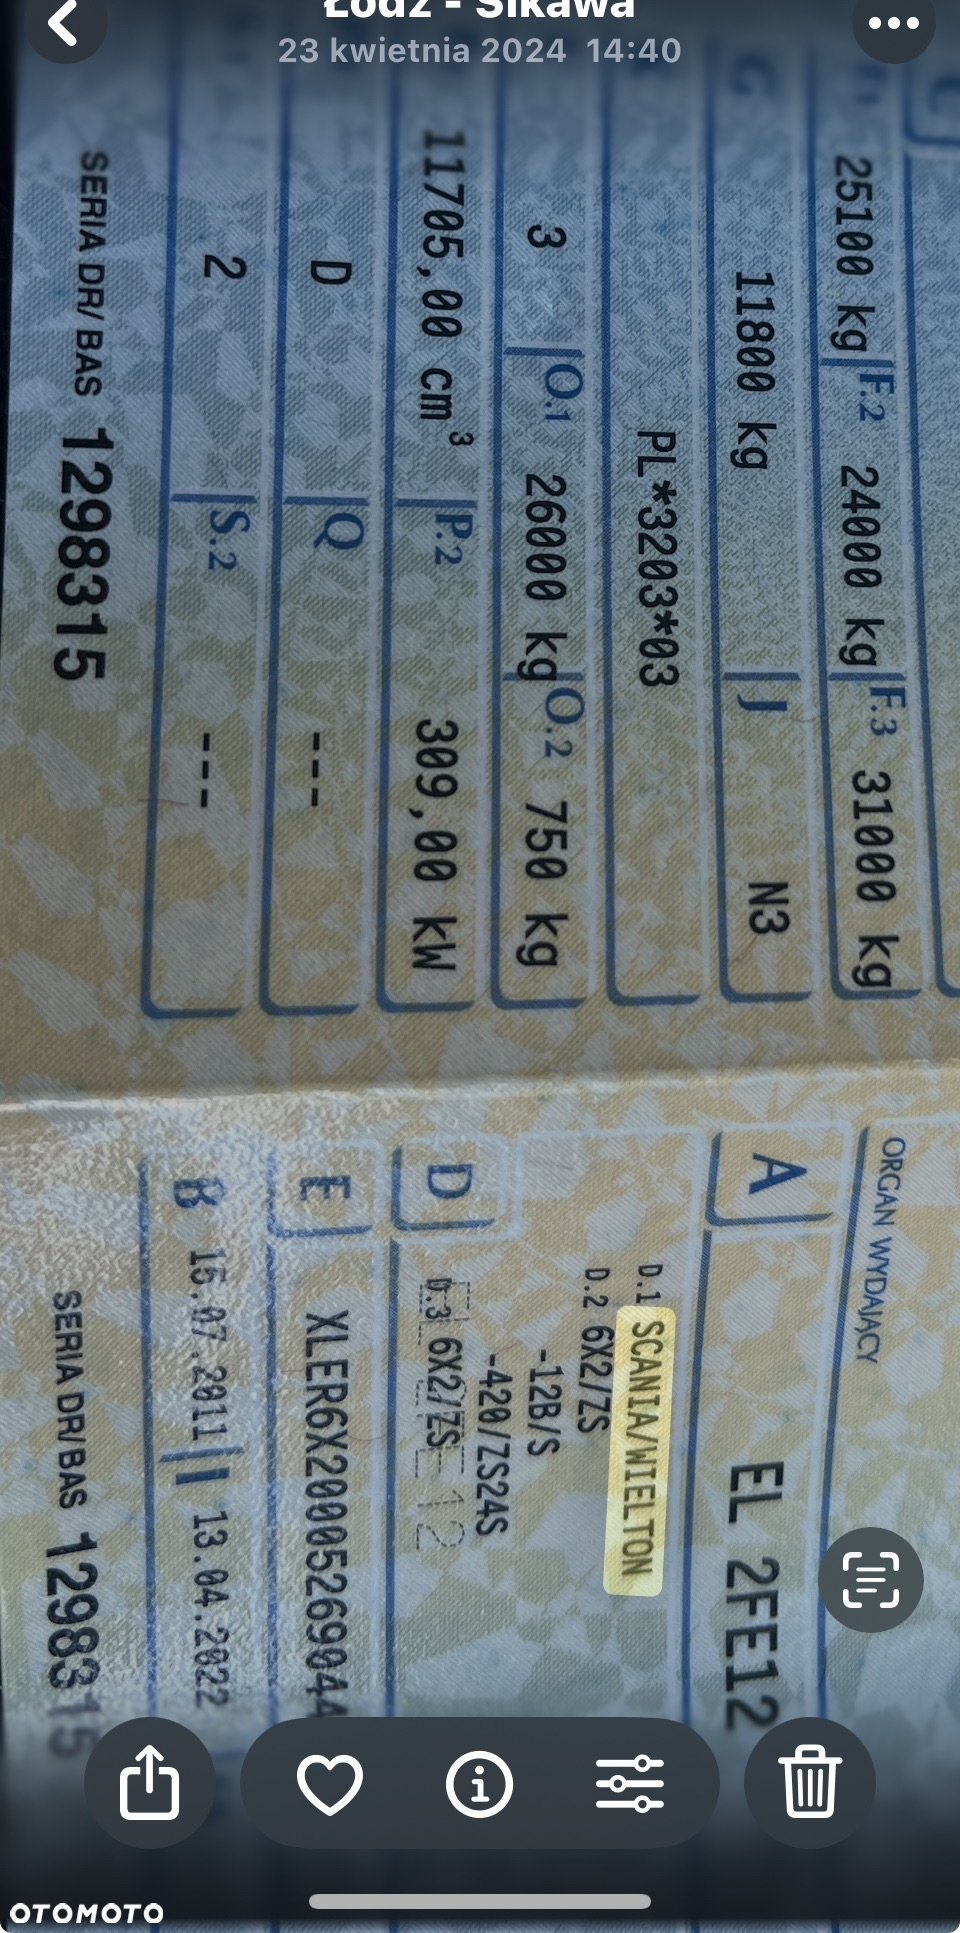 Łódź - Sikawa
23 kwietnia 2024 14:40
ORGAN WYDAJĄCY
A EL 2FE12
D.1 SCANIA/WIELTON
D.2 6X2/ZS
-12B/S
-420/ZS24S
D D.3 6X2/ZS
E XLER6X20005269044
B 15.07.2011 I 13.04.2022
SERIA DR/BAS 1298315
25100 kg F.2 24000 kg F.3 31000 kg
G 11800 kg J N3
PL*3203*03
3 O.1 26000 kg O.2 750 kg
11705,00 cm³ P.2 309,00 kW
D Q ---
2 S.2 ---
SERIA DR/BAS 1298315
OTOMOTO